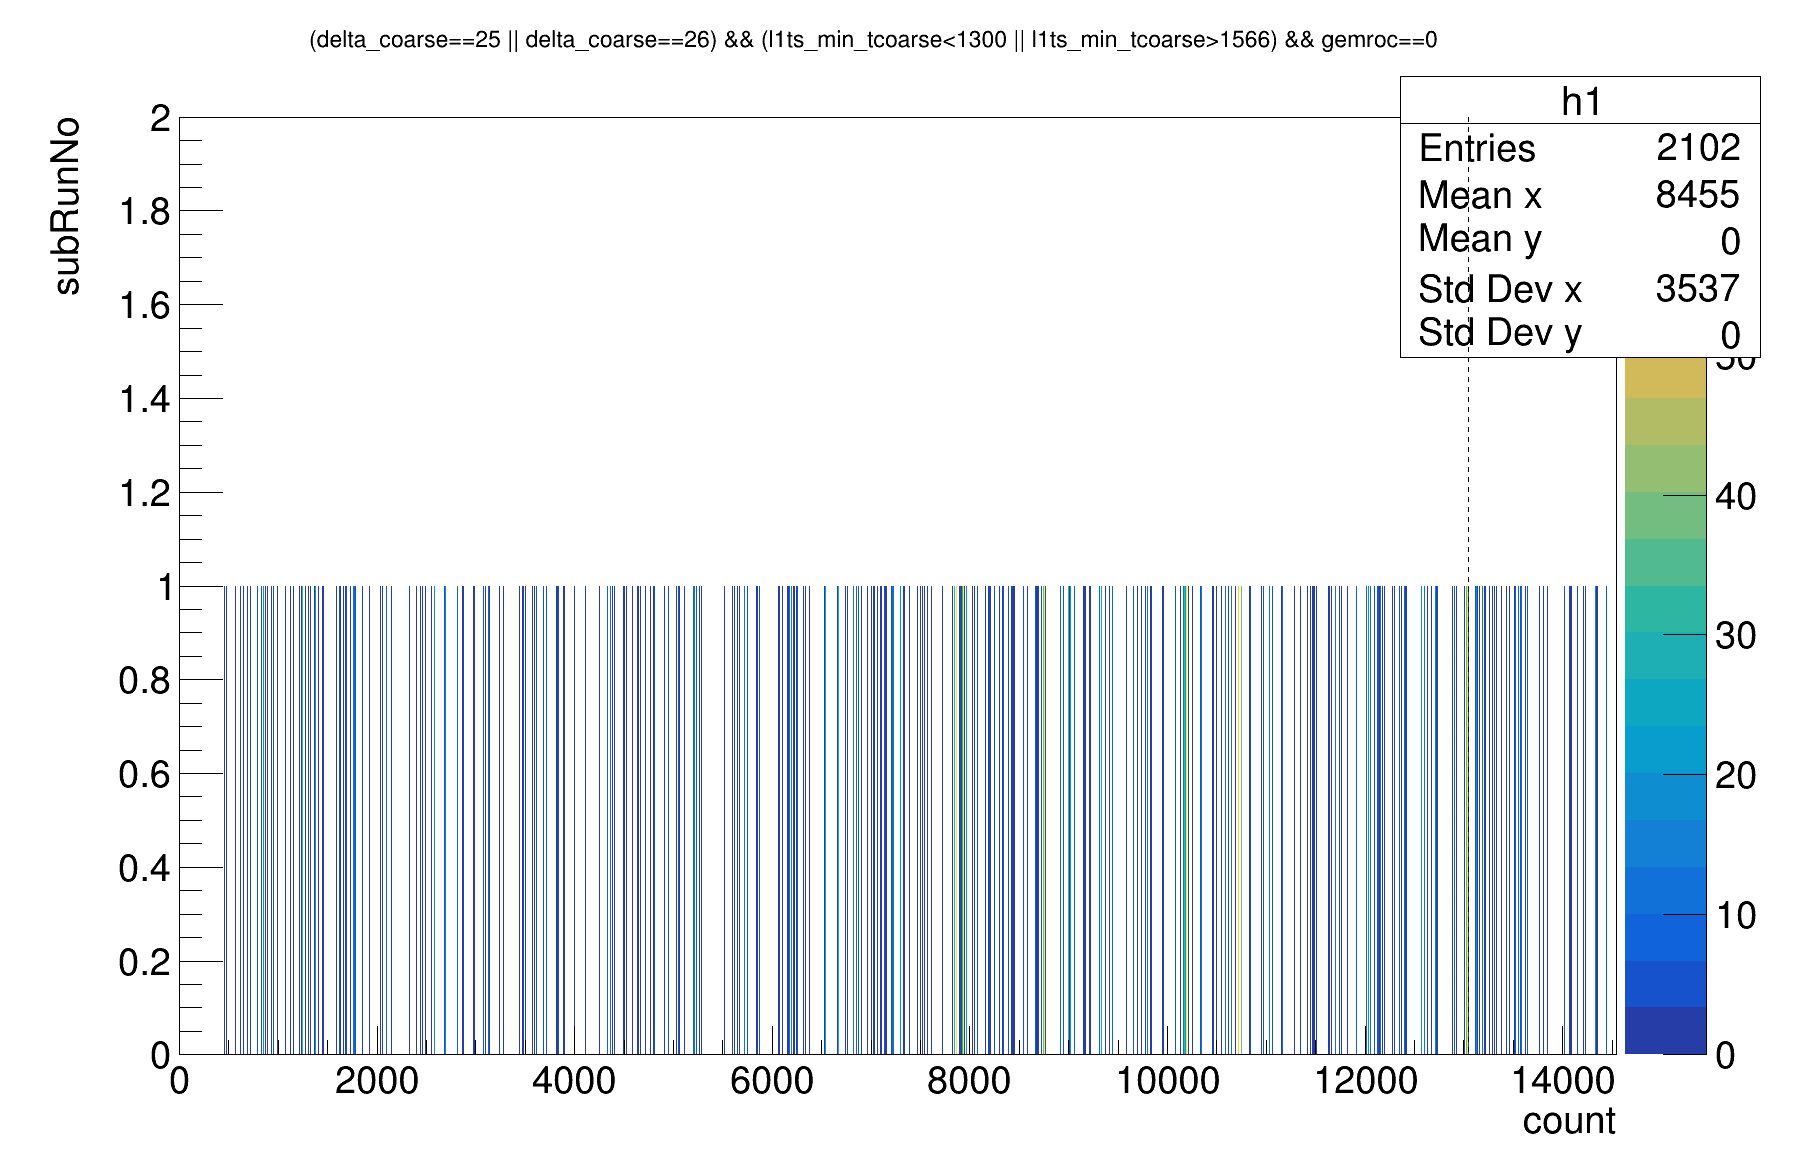 (delta_coarse==25 || delta_coarse==26) && (l1ts_min_tcoarse<1300 || l1ts_min_tcoarse>1566) && gemroc==0
h1
Entries 2102
Mean x 8455
Mean y 0
Std Dev x 3537
Std Dev y 0
subRunNo
2
1.8
1.6
1.4
1.2
1
0.8
0.6
0.4
0.2
0
50
40
30
20
10
0
0 2000 4000 6000 8000 10000 12000 14000
count